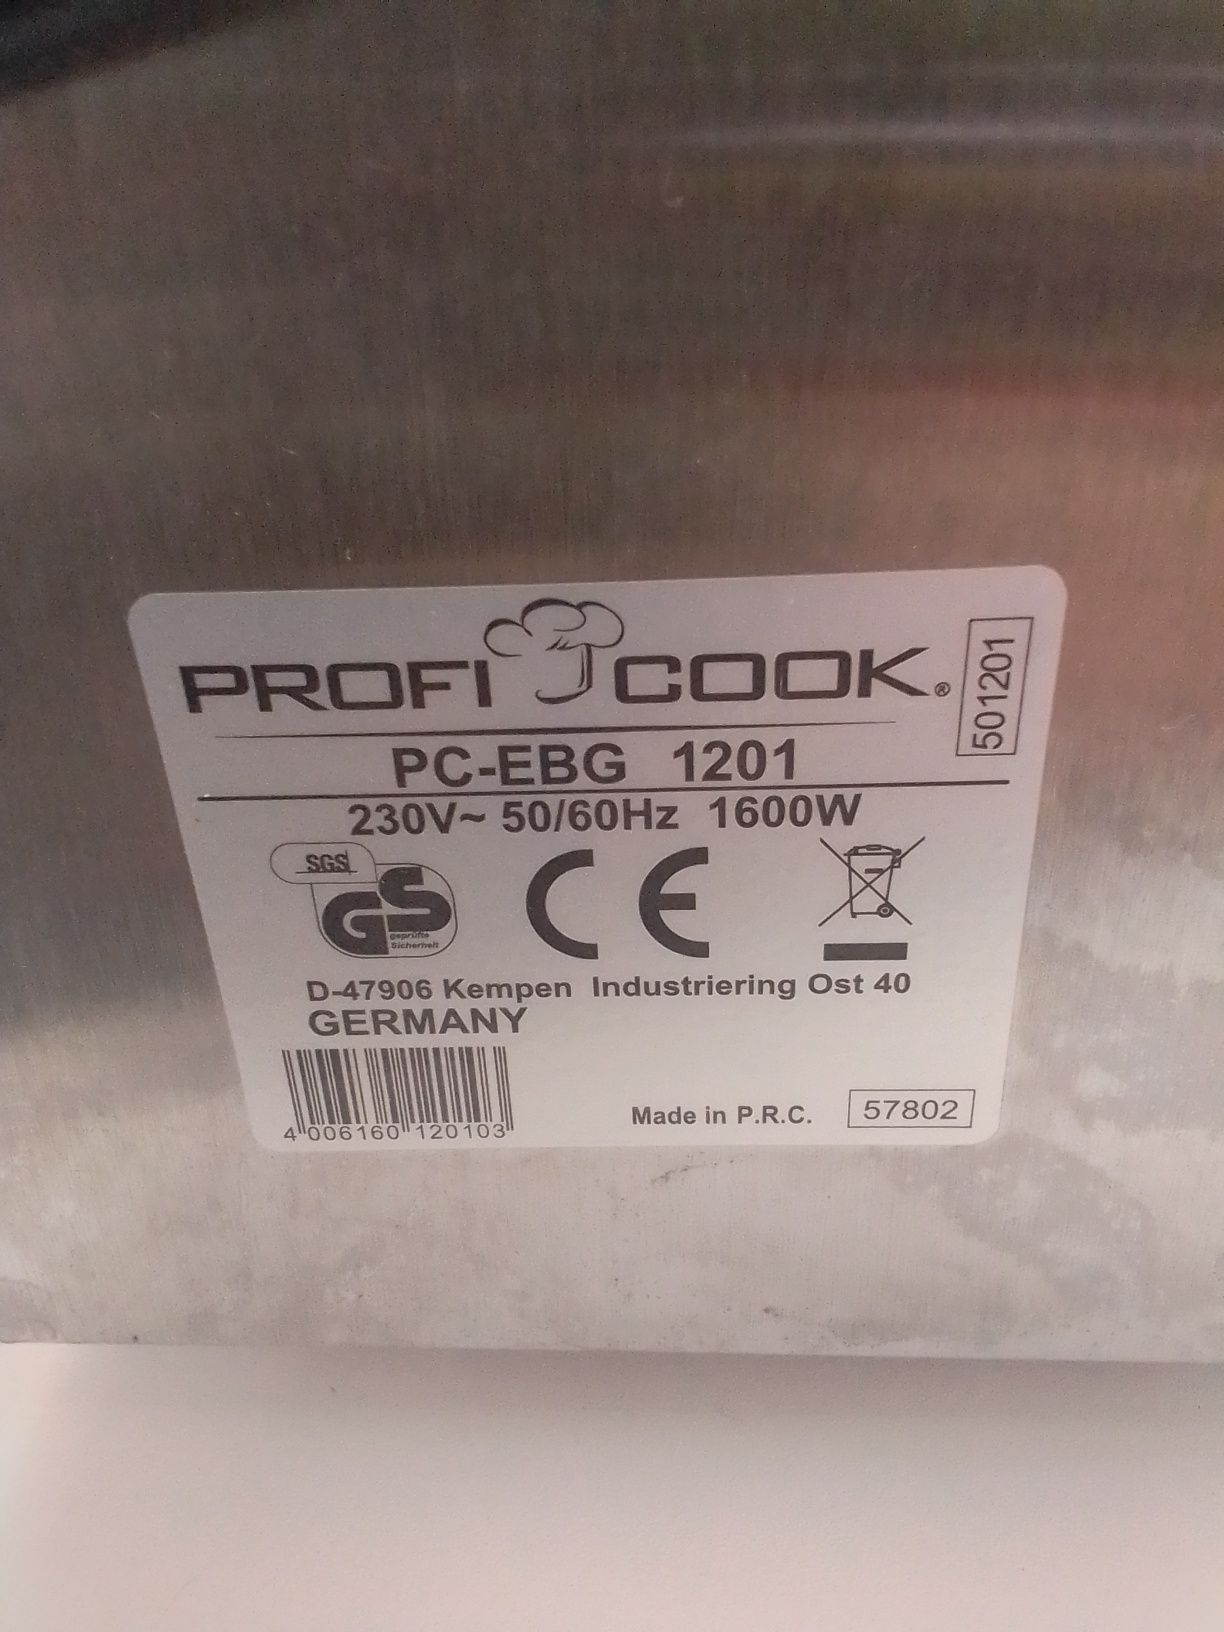 PROFI COOK®
501201
PC-EBG 1201
230V~ 50/60Hz 1600W
SGS
GS
geprüfte
Sicherheit
CE
D-47906 Kempen Industriering Ost 40
GERMANY
4 006160 120103
Made in P.R.C.
57802